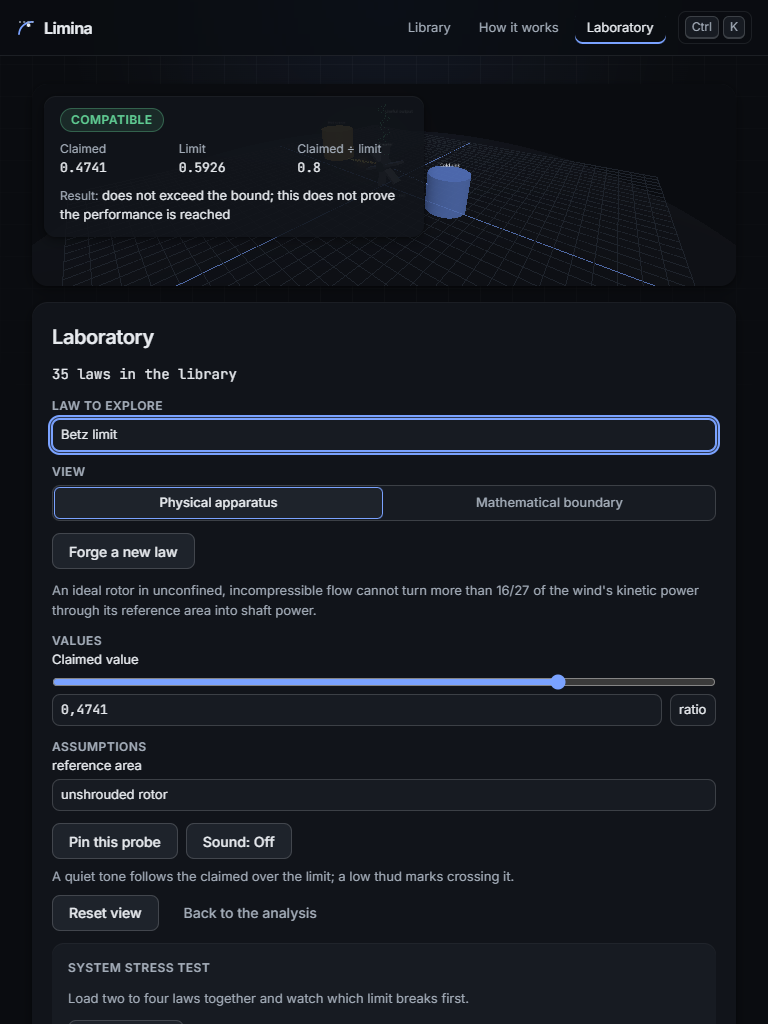 Limina
Library
How it works
Laboratory
Ctrl
K
COMPATIBLE
Claimed
Limit
Claimed ÷ limit
0.4741
0.5926
0.8
Result: does not exceed the bound; this does not prove
the performance is reached
Laboratory
35 laws in the library
LAW TO EXPLORE
Betz limit
VIEW
Physical apparatus
Mathematical boundary
Forge a new law
An ideal rotor in unconfined, incompressible flow cannot turn more than 16/27 of the wind's kinetic power
through its reference area into shaft power.
VALUES
Claimed value
0,4741
ratio
ASSUMPTIONS
reference area
unshrouded rotor
Pin this probe
Sound: Off
A quiet tone follows the claimed over the limit; a low thud marks crossing it.
Reset view
Back to the analysis
SYSTEM STRESS TEST
Load two to four laws together and watch which limit breaks first.